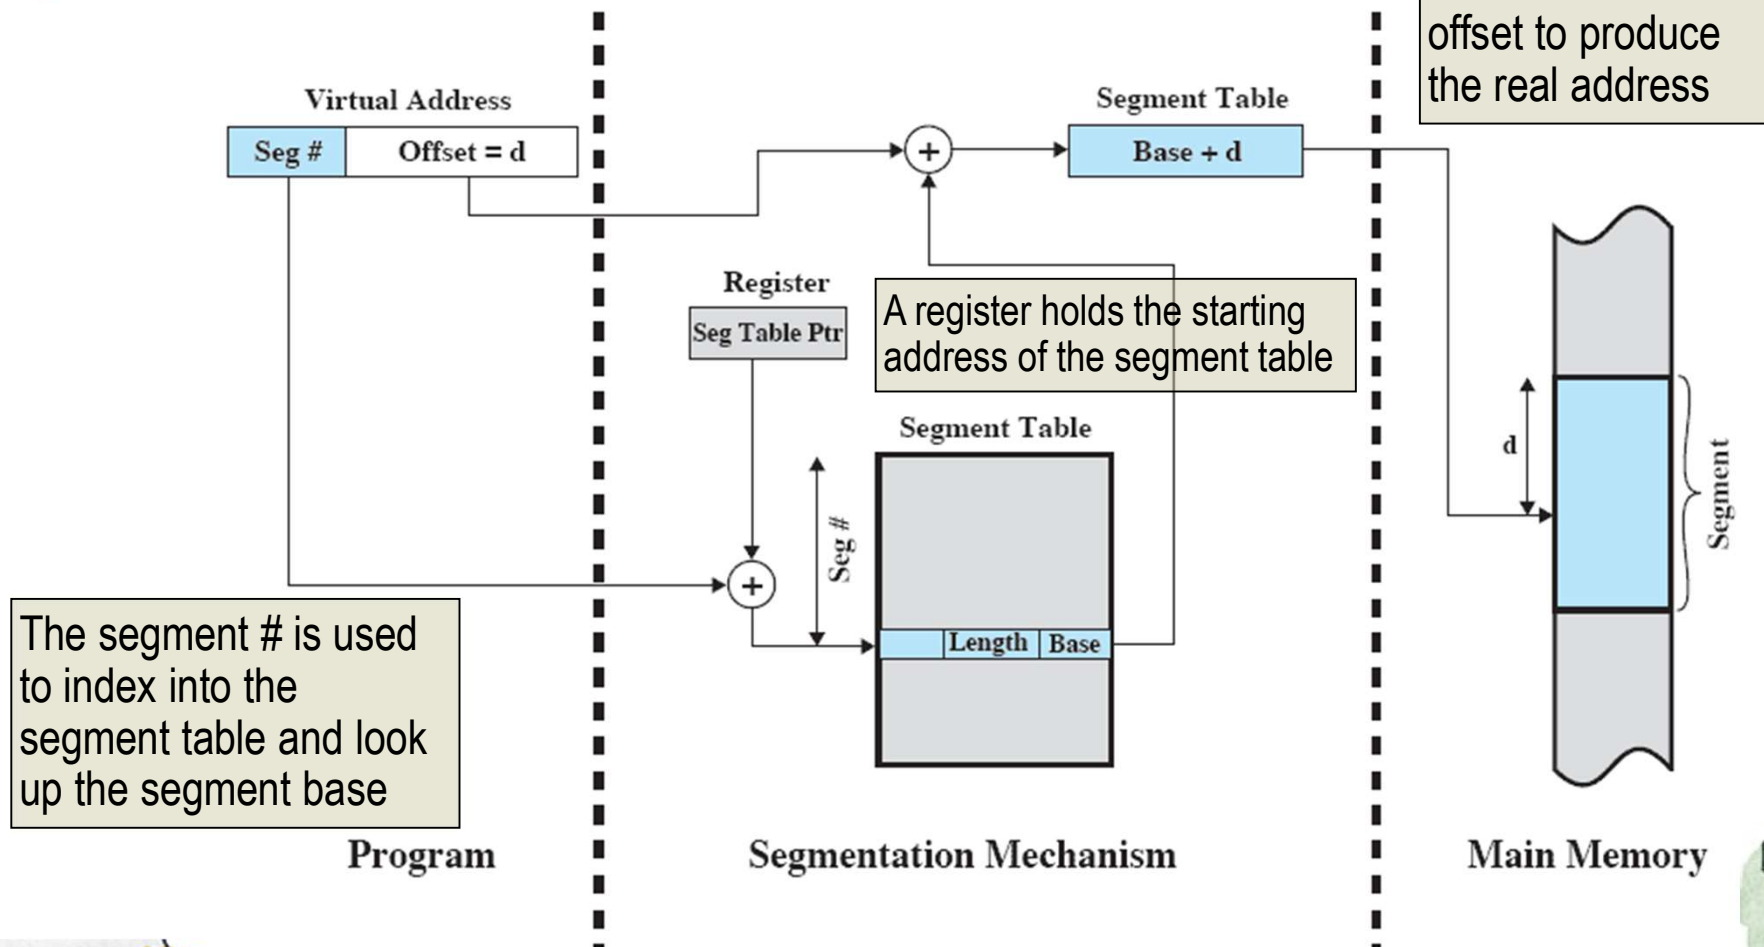 offset to produce
the real address
Virtual Address
Seg #
Offset = d
+
Segment Table
Base + d
Register
Seg Table Ptr
A register holds the starting
address of the segment table
Segment Table
Seg #
+
Length
Base
d
Segment
The segment # is used
to index into the
segment table and look
up the segment base
Program
Segmentation Mechanism
Main Memory